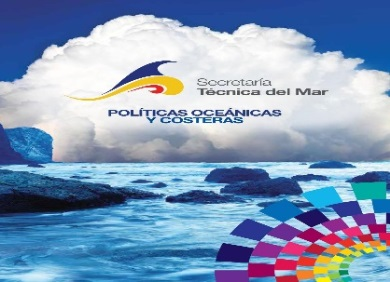 Secretaría
Técnica del Mar
POLÍTICAS OCEÁNICAS
Y COSTERAS